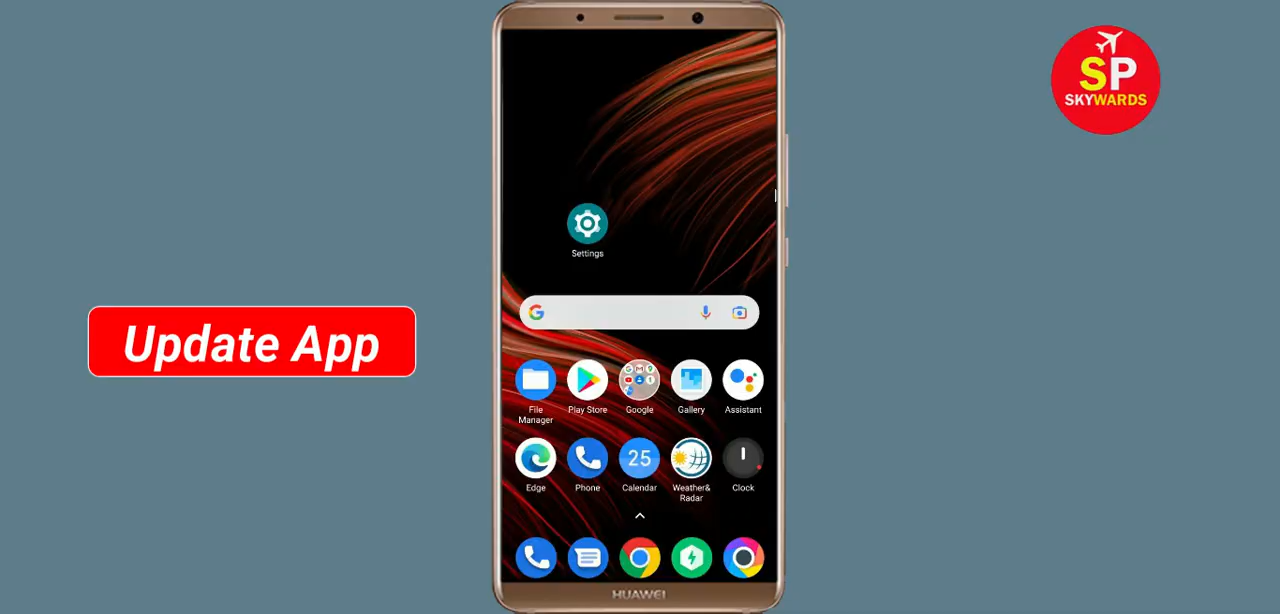 SP
SKYWARDS
Settings
Update App
File
Manager
Play Store
Google
Gallery
Assistant
Edge
Phone
25
Calendar
Weather&
Radar
Clock
HUAWEI